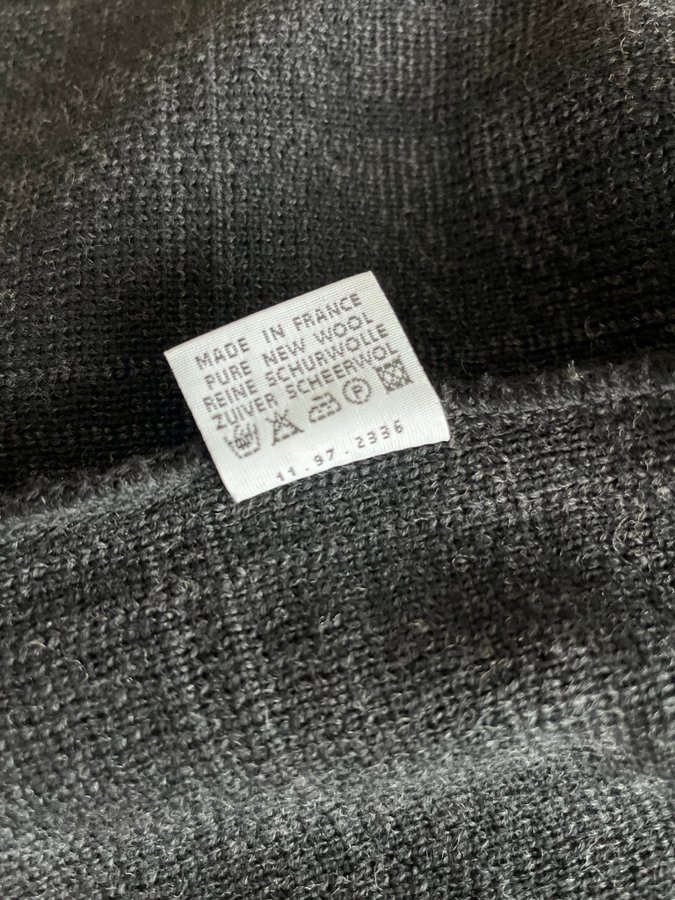 MADE IN FRANCE
PURE NEW WOOL
REINE SCHURWOLLE
ZUIVER SCHEERWOL
P
11.97.2336